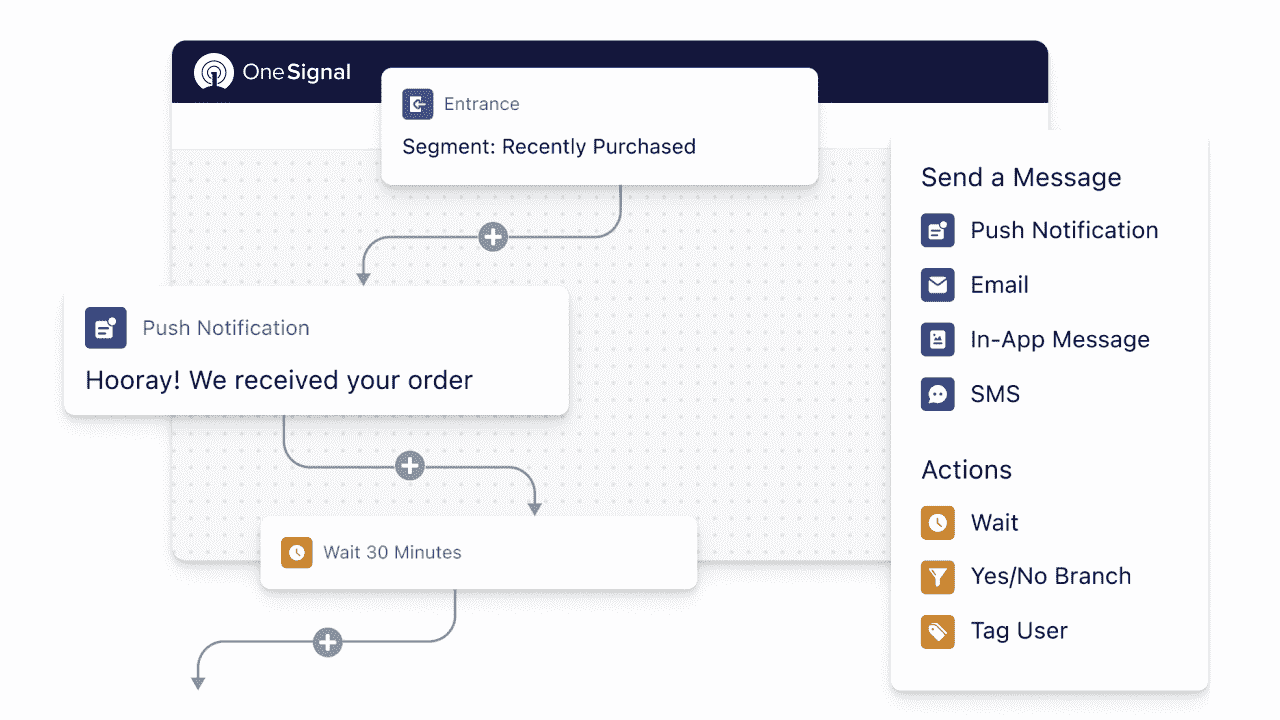 OneSignal
Entrance
Segment: Recently Purchased
Push Notification
Hooray! We received your order
Wait 30 Minutes
Send a Message
Push Notification
Email
In-App Message
SMS
Actions
Wait
Yes/No Branch
Tag User